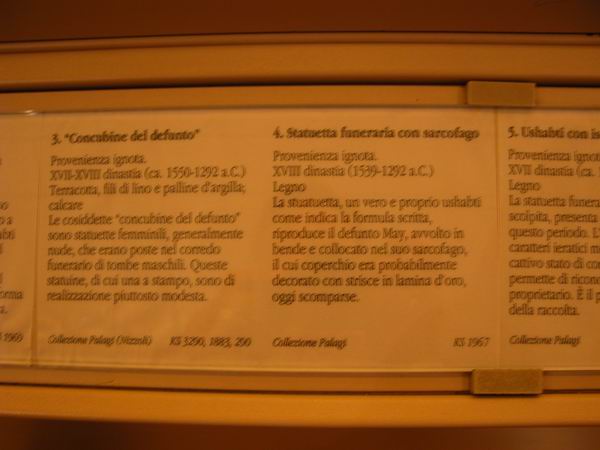 3. "Concubine del defunto"
Provenienza ignota.
XVII-XVIII dinastia (ca. 1550-1292 a.C.)
Terracotta, fili di lino e palline d'argilla;
calcare
Le cosiddette "concubine del defunto"
sono statuette femminili, generalmente
nude, che erano poste nel corredo
funerario di tombe maschili. Queste
statuine, di cui una a stampo, sono di
realizzazione piuttosto modesta.
Collezione Palagi (Nizzoli) KS 3200, 1883, 200
4. Statuetta funeraria con sarcofago
Provenienza ignota.
XVIII dinastia (1539-1292 a.C.)
Legno
La stuatuetta, un vero e proprio ushabti
come indica la formula scritta,
riproduce il defunto May, avvolto in
bende e collocato nel suo sarcofago,
il cui coperchio era probabilmente
decorato con strisce in lamina d'oro,
oggi scomparse.
Collezione Palagi KS 1967
5. Ushabti con
Provenienza
XVIII dinastia (ca.
Legno
La statuetta funera
scolpita, presenta
questo periodo.
caratteri ieratici
cattivo stato di
permette di
proprietario. È il
della raccolta.
Collezione Palagi